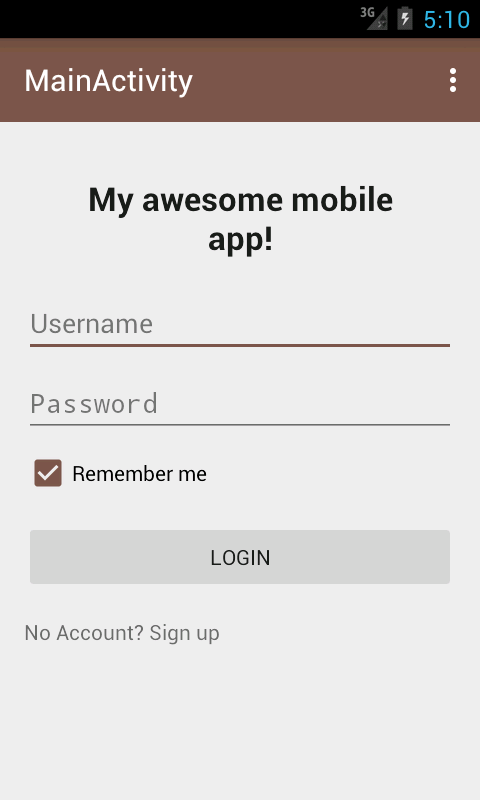 3G 5:10
MainActivity
My awesome mobile
app!
Username
Password
Remember me
LOGIN
No Account? Sign up